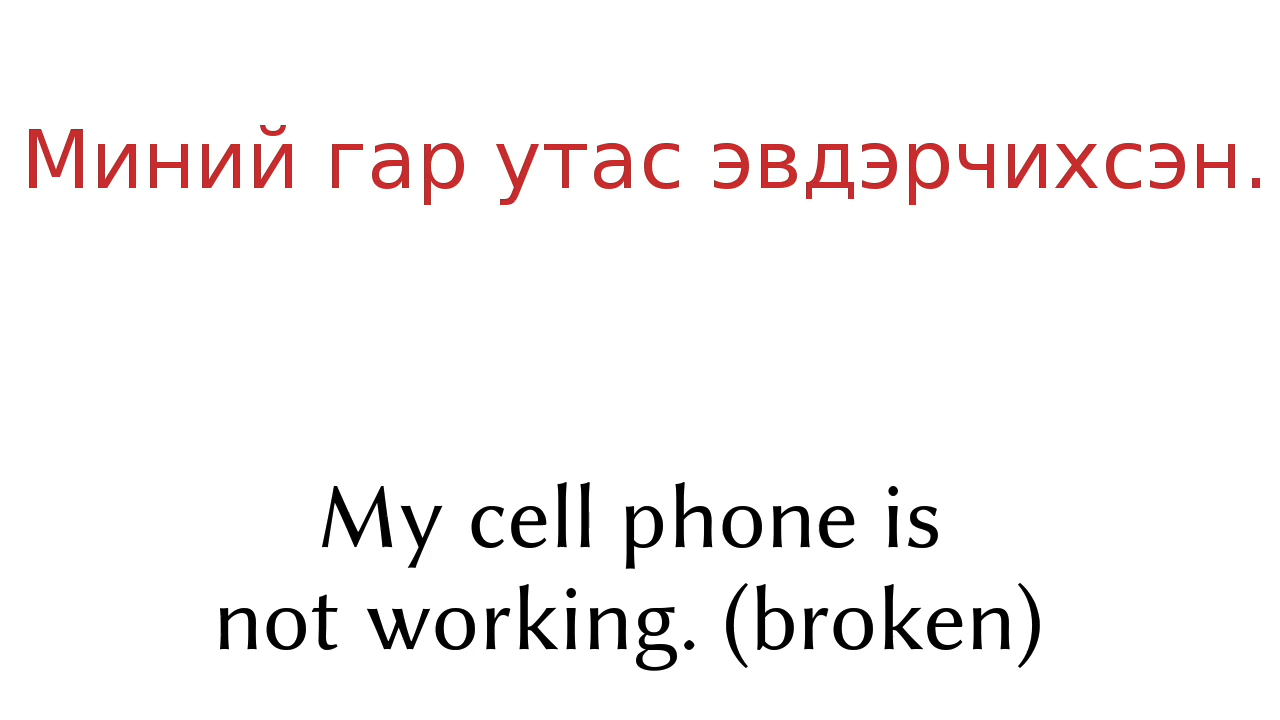 Миний гар утас эвдэрчихсэн.
My cell phone is
not working. (broken)